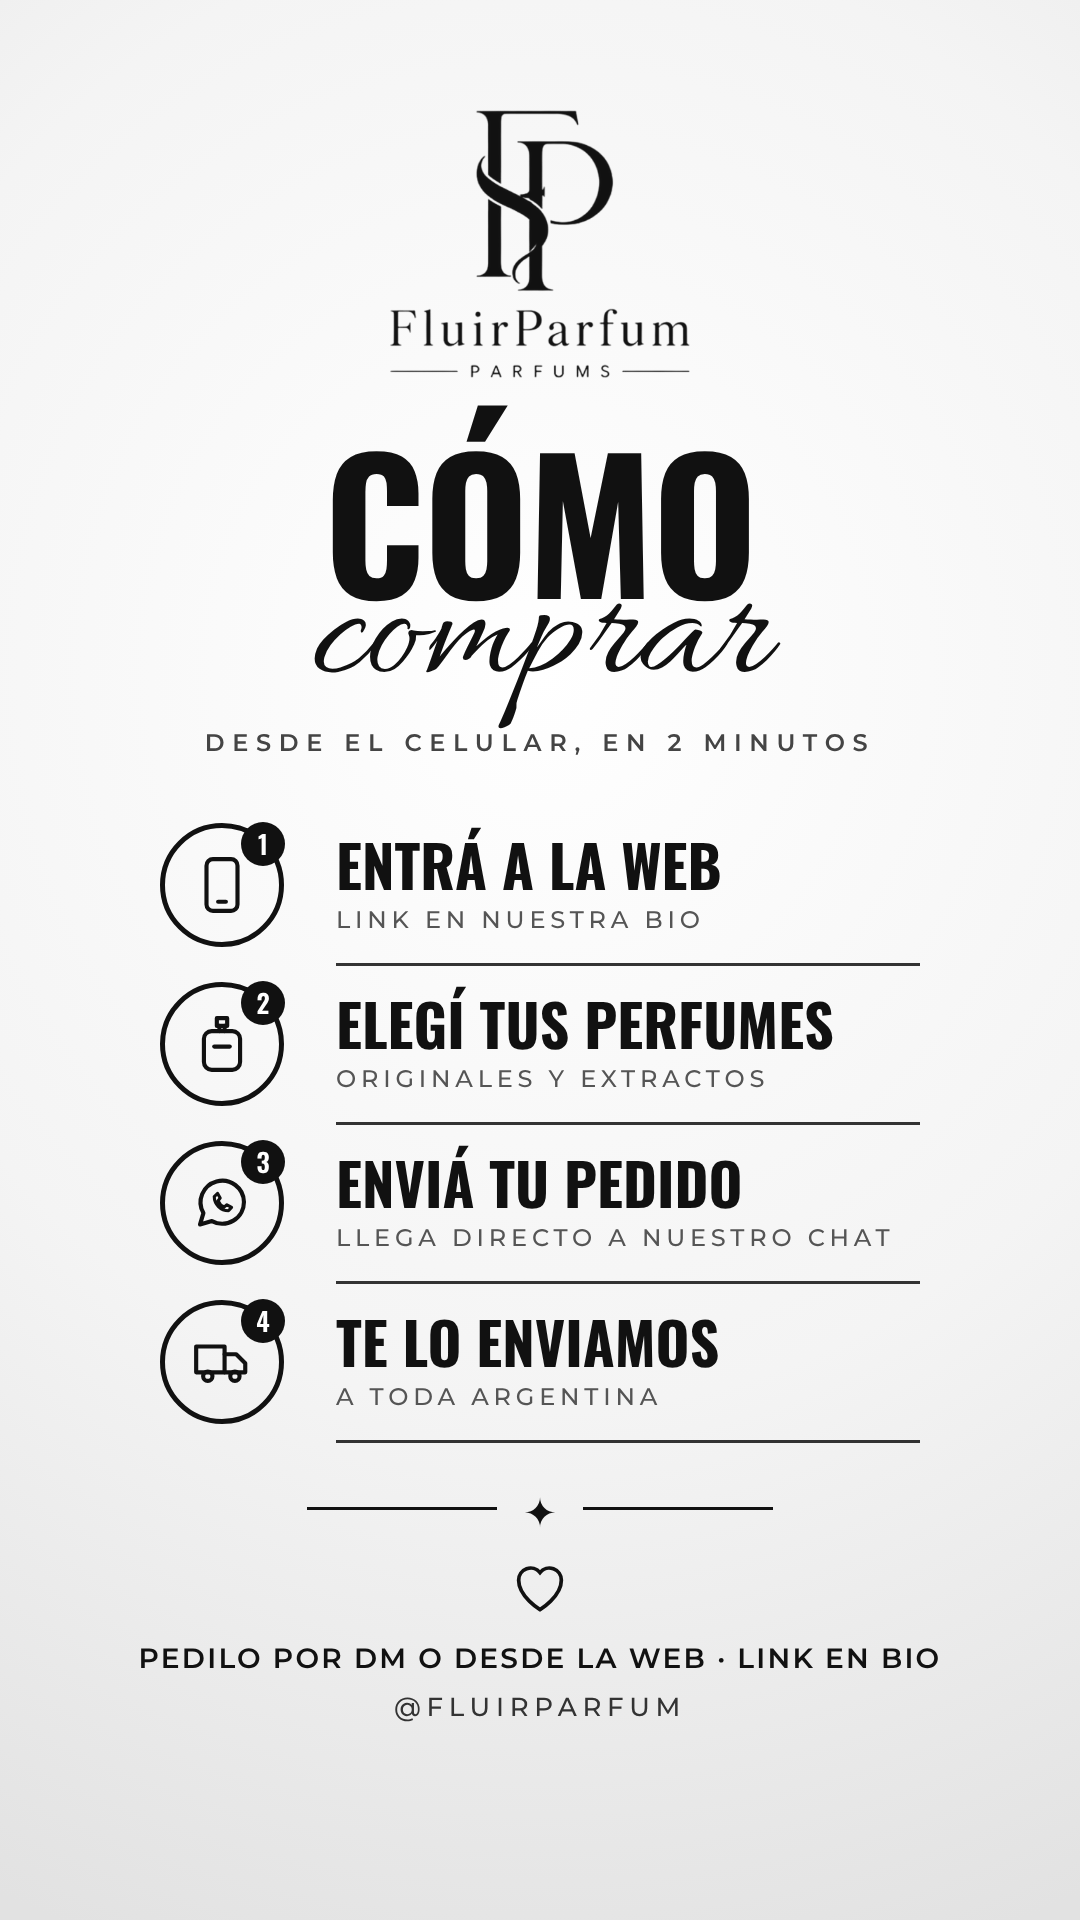 FP
FluirParfum
PARFUMS
CÓMO
comprar
DESDE EL CELULAR, EN 2 MINUTOS
1
ENTRÁ A LA WEB
LINK EN NUESTRA BIO
2
ELEGÍ TUS PERFUMES
ORIGINALES Y EXTRACTOS
3
ENVIÁ TU PEDIDO
LLEGA DIRECTO A NUESTRO CHAT
4
TE LO ENVIAMOS
A TODA ARGENTINA
PEDILO POR DM O DESDE LA WEB · LINK EN BIO
@FLUIRPARFUM